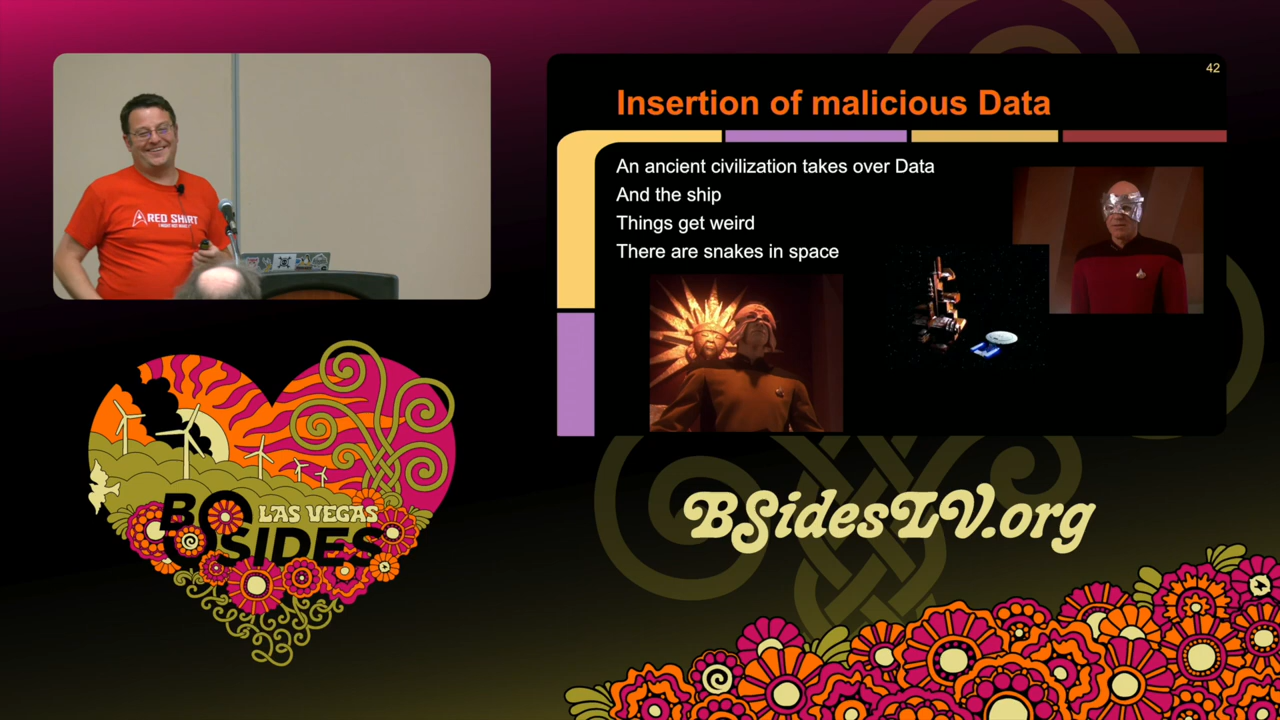 RED SHIRT
42
Insertion of malicious Data
An ancient civilization takes over Data
And the ship
Things get weird
There are snakes in space
BSIDES
LAS VEGAS
23
BSidesLV.org